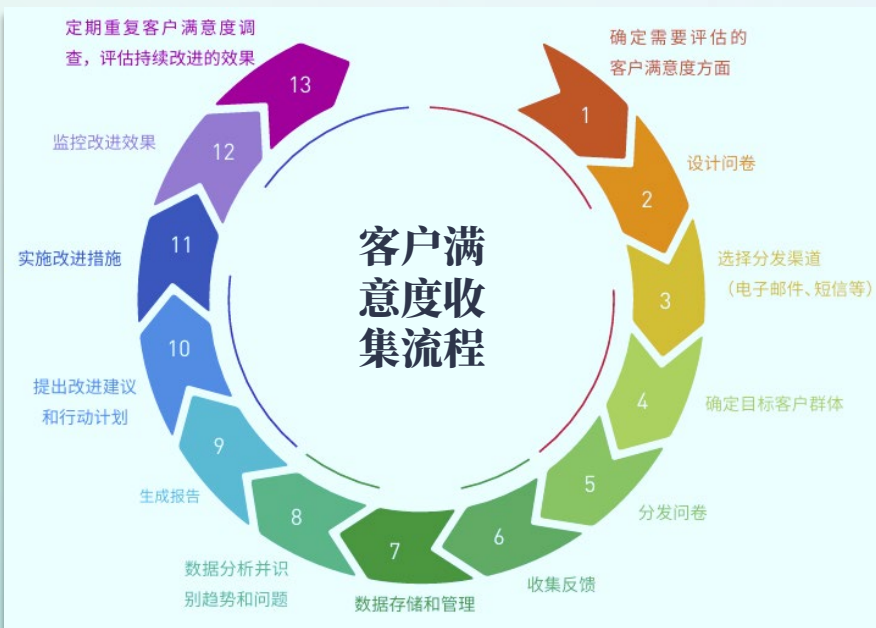 客户满
意度收
集流程
1
确定需要评估的
客户满意度方面
2
设计问卷
3
选择分发渠道
（电子邮件、短信等）
4
确定目标客户群体
5
分发问卷
6
收集反馈
7
数据存储和管理
8
数据分析并识
别趋势和问题
9
生成报告
10
提出改进建议
和行动计划
11
实施改进措施
12
监控改进效果
13
定期重复客户满意度调
查，评估持续改进的效果